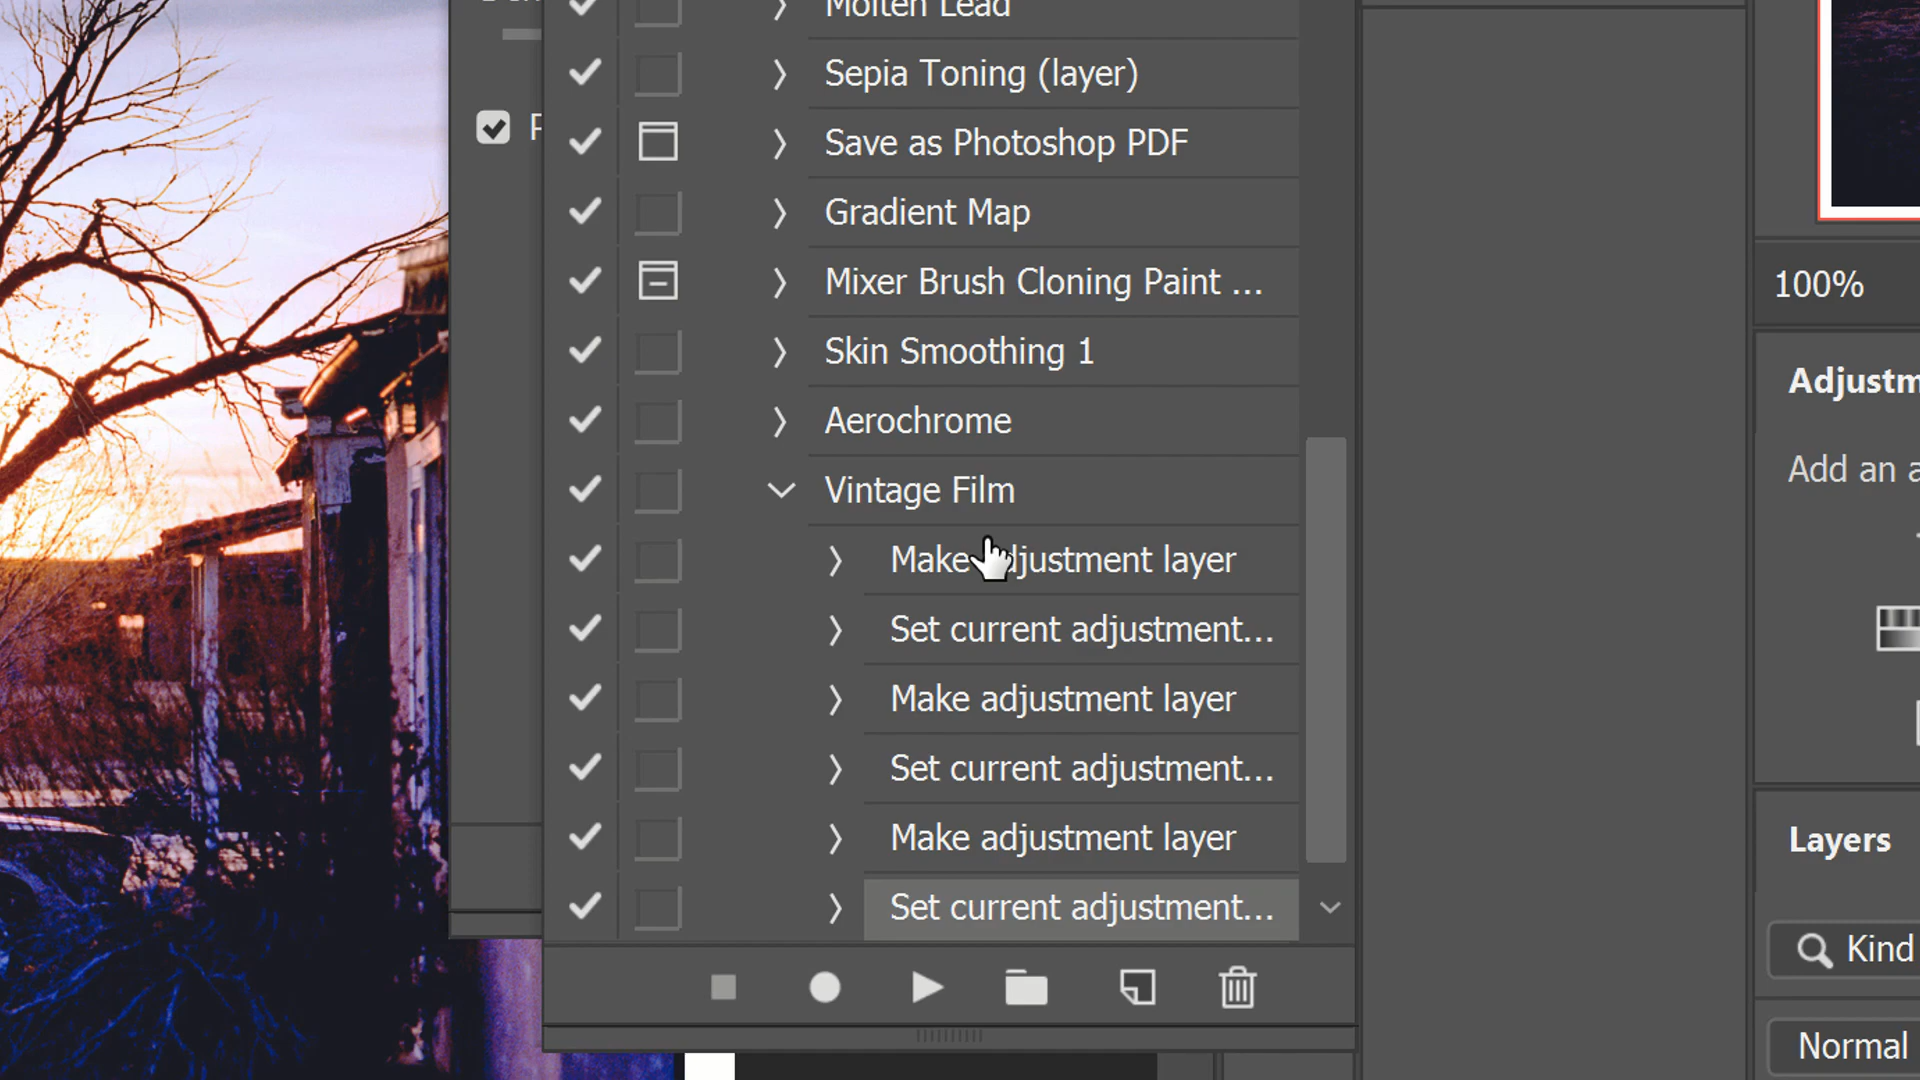 Molten Lead
Sepia Toning (layer)
Save as Photoshop PDF
Gradient Map
Mixer Brush Cloning Paint ...
Skin Smoothing 1
Aerochrome
Vintage Film
Make adjustment layer
Set current adjustment...
Make adjustment layer
Set current adjustment...
Make adjustment layer
Set current adjustment...
100%
Adjustm
Add an a
Layers
Kind
Normal